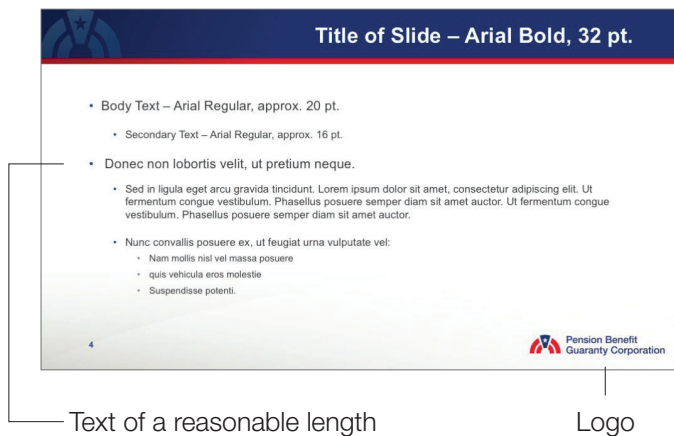 Title of Slide – Arial Bold, 32 pt.
• Body Text – Arial Regular, approx. 20 pt.
• Secondary Text – Arial Regular, approx. 16 pt.
• Donec non lobortis velit, ut pretium neque.
• Sed in ligula eget arcu gravida tincidunt. Lorem ipsum dolor sit amet, consectetur adipiscing elit. Ut
fermentum congue vestibulum. Phasellus posuere semper diam sit amet auctor. Ut fermentum congue
vestibulum. Phasellus posuere semper diam sit amet auctor.
• Nunc convallis posuere ex, ut feugiat urna vulputate vel:
• Nam mollis nisl vel massa posuere
• quis vehicula eros molestie
• Suspendisse potenti.
4
Pension Benefit
Guaranty Corporation
Text of a reasonable length
Logo